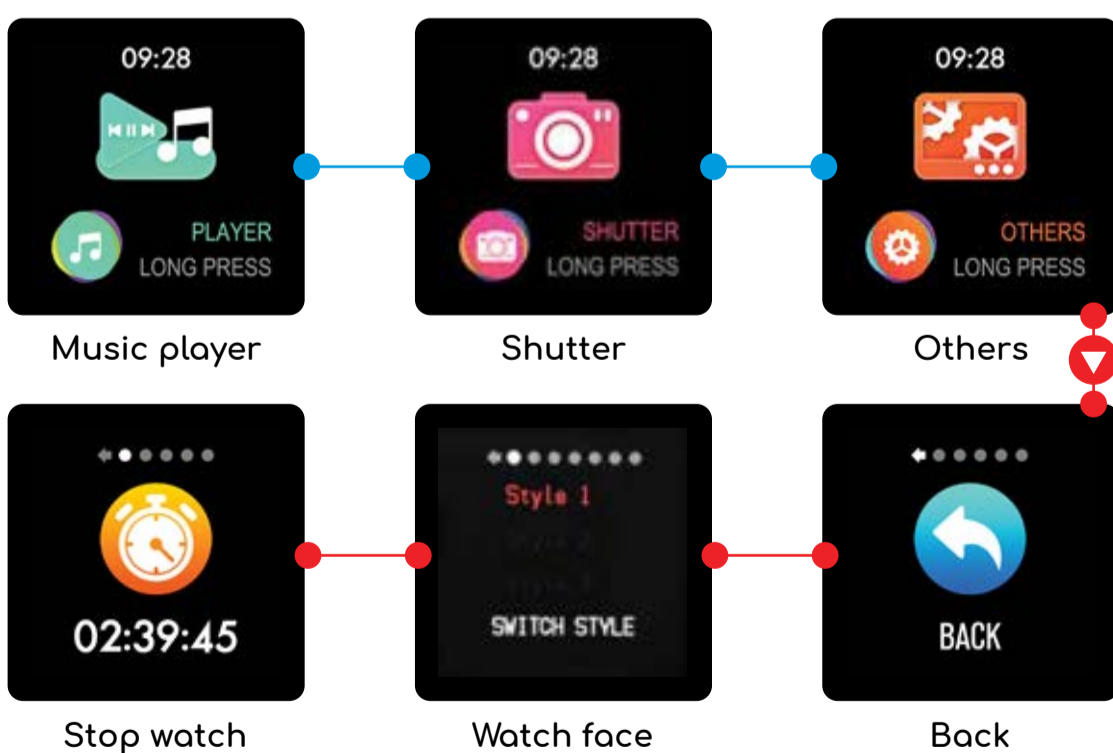 09:28
PLAYER
LONG PRESS
Music player
09:28
SHUTTER
LONG PRESS
Shutter
09:28
OTHERS
LONG PRESS
Others
02:39:45
Stop watch
Style 1
SWITCH STYLE
Watch face
BACK
Back